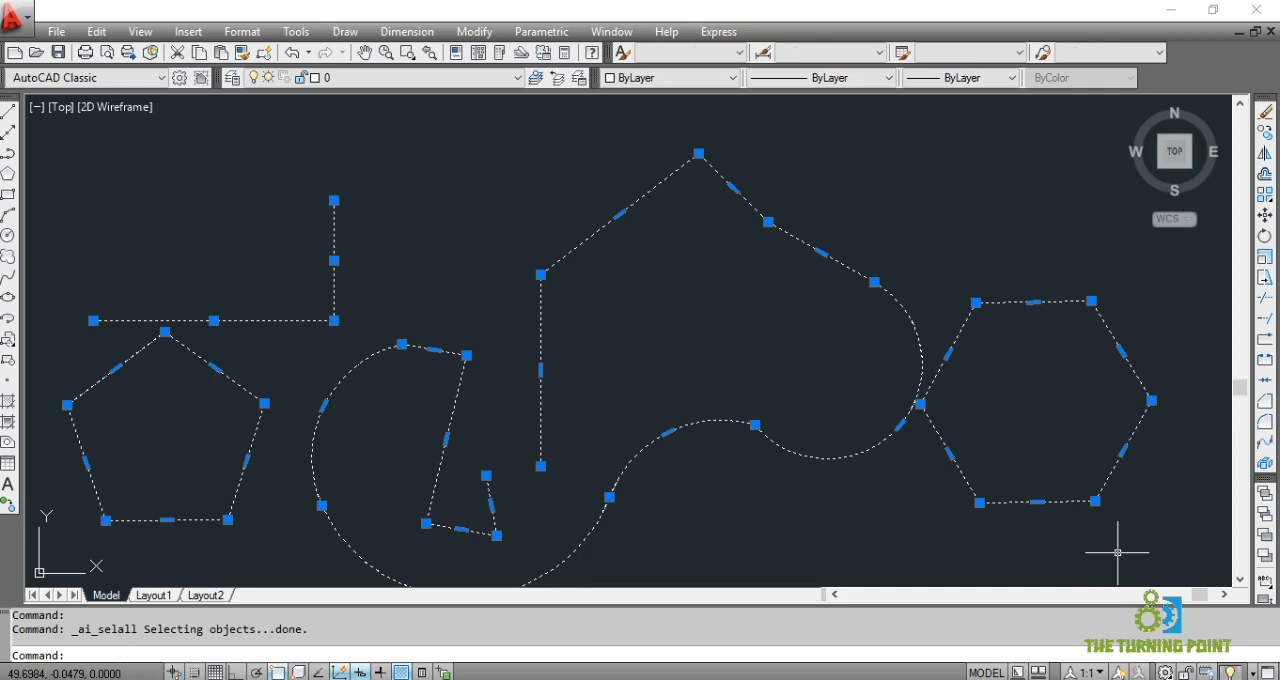 File Edit View Insert Format Tools Draw Dimension Modify Parametric Window Help Express
AutoCAD Classic 0 ByLayer ByLayer ByLayer ByColor
[−] [Top] [2D Wireframe]
N
W TOP E
S
WCS
A
Y
X
Model Layout1 Layout2
Command:
Command: _ai_selall Selecting objects...done.
Command:
THE TURNING POINT
49.6984, -0.0479, 0.0000 MODEL 1:1